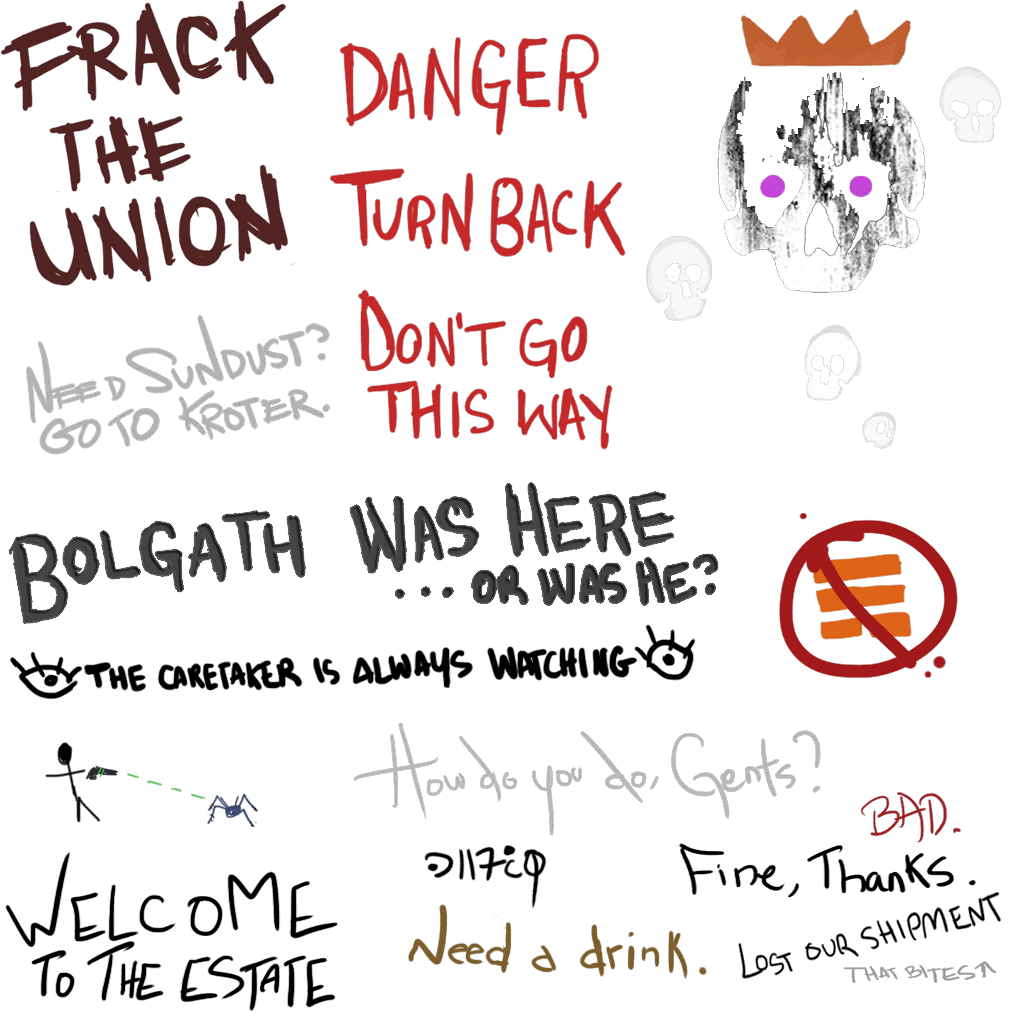 FRACK
THE
UNION
DANGER
TURN BACK
DON'T GO
THIS WAY
NEED SUNDUST?
GO TO KROTER.
BOLGATH WAS HERE
...OR WAS HE?
THE CARETAKER IS ALWAYS WATCHING
How do you do, Gents?
BAD.
Fine, Thanks.
Need a drink.
LOST OUR SHIPMENT
THAT BITES
WELCOME
TO THE ESTATE